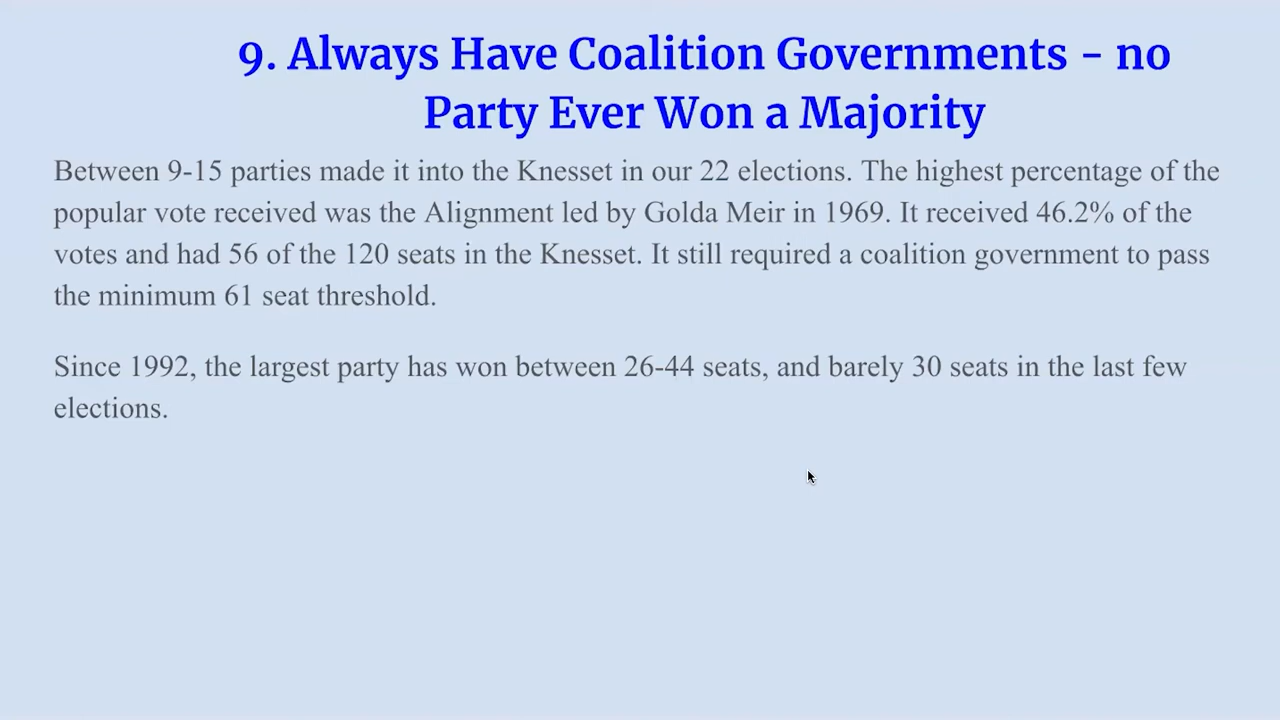 9. Always Have Coalition Governments - no
Party Ever Won a Majority
Between 9-15 parties made it into the Knesset in our 22 elections. The highest percentage of the
popular vote received was the Alignment led by Golda Meir in 1969. It received 46.2% of the
votes and had 56 of the 120 seats in the Knesset. It still required a coalition government to pass
the minimum 61 seat threshold.
Since 1992, the largest party has won between 26-44 seats, and barely 30 seats in the last few
elections.